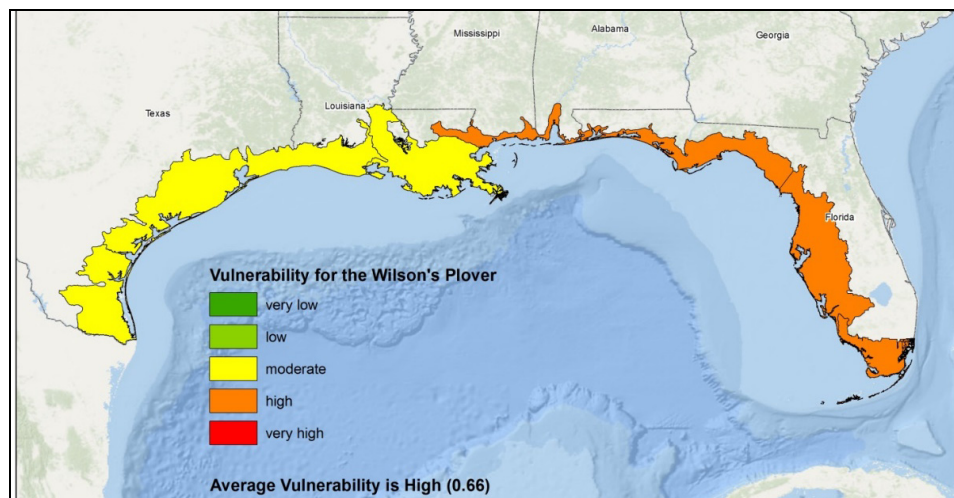 Mississippi
Alabama
Georgia
Texas
Louisiana
Florida
Vulnerability for the Wilson's Plover
very low
low
moderate
high
very high
Average Vulnerability is High (0.66)